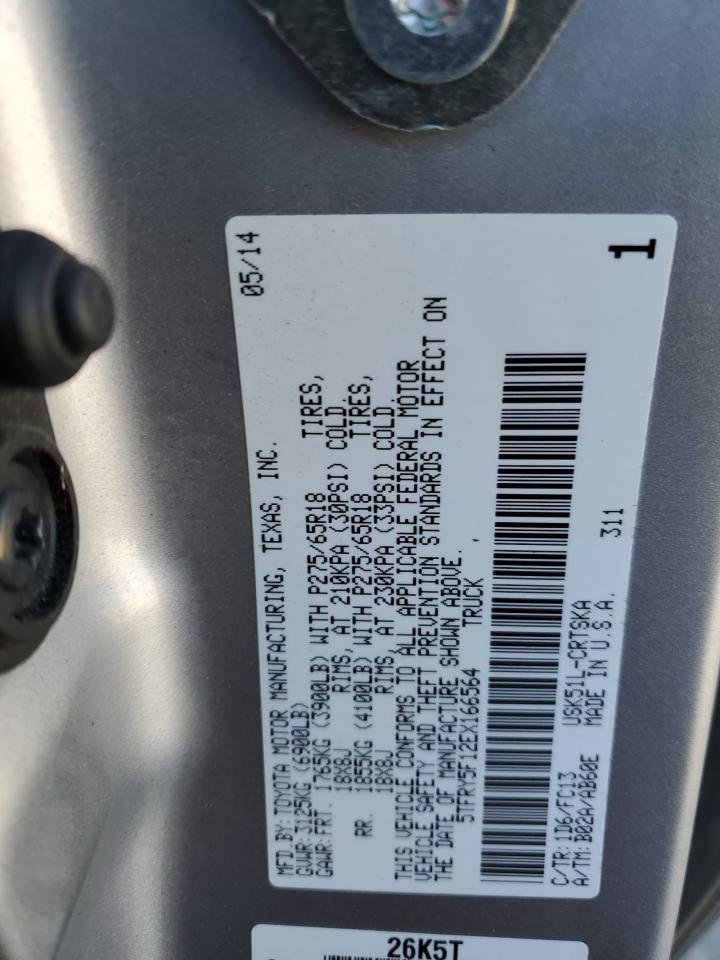 MFD.BY:TOYOTA MOTOR MANUFACTURING, TEXAS, INC. 05/14
GVWR:3125KG (6900LB)
GAWR:FRT. 1765KG (3900LB) WITH P275/65R18 TIRES,
18X8J RIMS, AT 210KPA (30PSI) COLD.
RR. 1855KG (4100LB) WITH P275/65R18 TIRES,
18X8J RIMS, AT 230KPA (33PSI) COLD.
THIS VEHICLE CONFORMS TO ALL APPLICABLE FEDERAL MOTOR
VEHICLE SAFETY AND THEFT PREVENTION STANDARDS IN EFFECT ON
THE DATE OF MANUFACTURE SHOWN ABOVE.
5TFRY5F12EX166564 TRUCK
C/TR:1D6/FC13 USK51L-CRTSKA 311
A/TM:B02A/AB60E MADE IN U.S.A.
1
26K5T